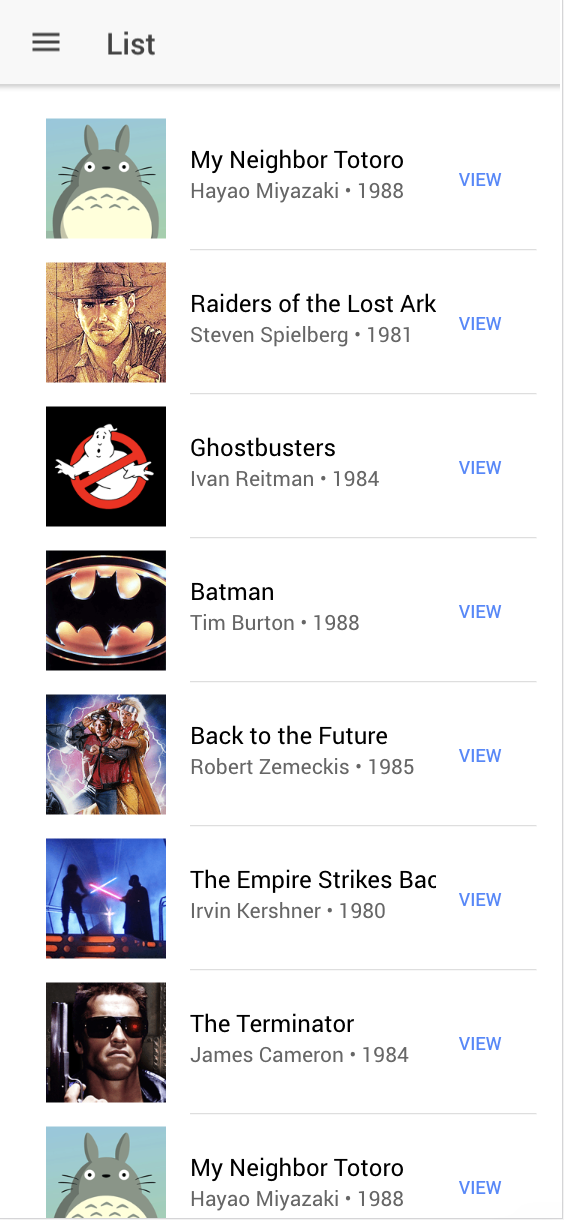 List
My Neighbor Totoro
Hayao Miyazaki • 1988
VIEW
Raiders of the Lost Ark
Steven Spielberg • 1981
VIEW
Ghostbusters
Ivan Reitman • 1984
VIEW
Batman
Tim Burton • 1988
VIEW
Back to the Future
Robert Zemeckis • 1985
VIEW
The Empire Strikes Bac
Irvin Kershner • 1980
VIEW
The Terminator
James Cameron • 1984
VIEW
My Neighbor Totoro
Hayao Miyazaki • 1988
VIEW